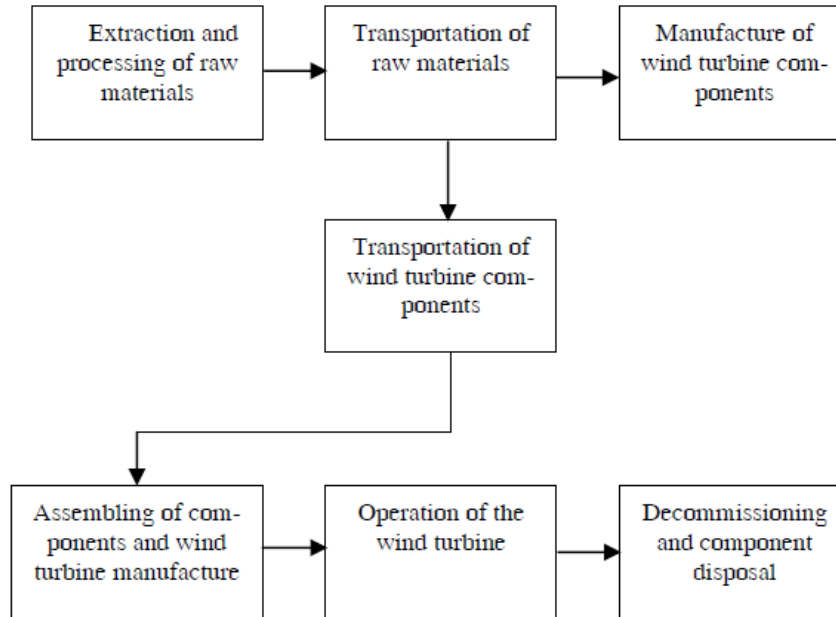 Extraction and
processing of raw
materials
Transportation of
raw materials
Manufacture of
wind turbine com-
ponents
Transportation of
wind turbine com-
ponents
Assembling of com-
ponents and wind
turbine manufacture
Operation of the
wind turbine
Decommissioning
and component
disposal